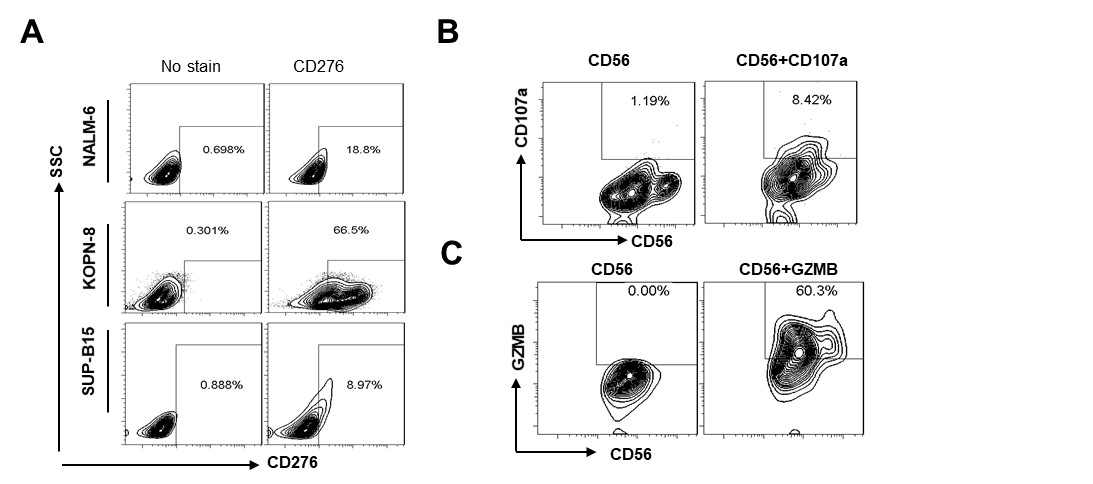 A
No stain
CD276
NALM-6
0.698%
18.8%
SSC
KOPN-8
0.301%
66.5%
SUP-B15
0.888%
8.97%
CD276
B
CD56
CD56+CD107a
CD107a
1.19%
8.42%
CD56
C
CD56
CD56+GZMB
GZMB
0.00%
60.3%
CD56